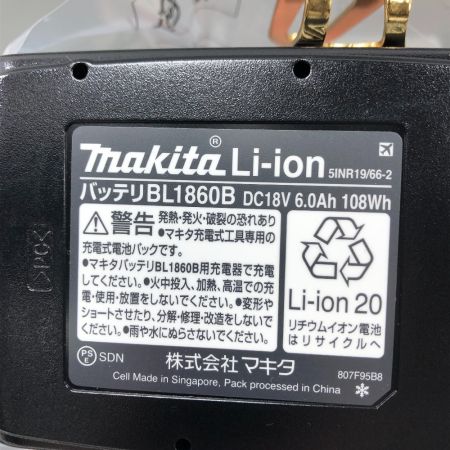 makita® Li-ion 5INR19/66-2
バッテリBL1860B DC18V 6.0Ah 108Wh
⚠警告 発熱・発火・破裂の恐れあり
●マキタ充電式工具専用の
充電式電池パックです。
●マキタバッテリBL1860B用充電器で充電
してください。●火中投入、加熱、高温での充
電・使用・放置をしないでください。●変形や
ショートさせたり、分解・修理・改造をしないで
ください。●雨や水にぬらさないでください。
Li-ion 20
リチウムイオン電池
はリサイクルへ
PSE SDN
株式会社 マキタ
807F95B8
Cell Made in Singapore, Pack processed in China
>PC<